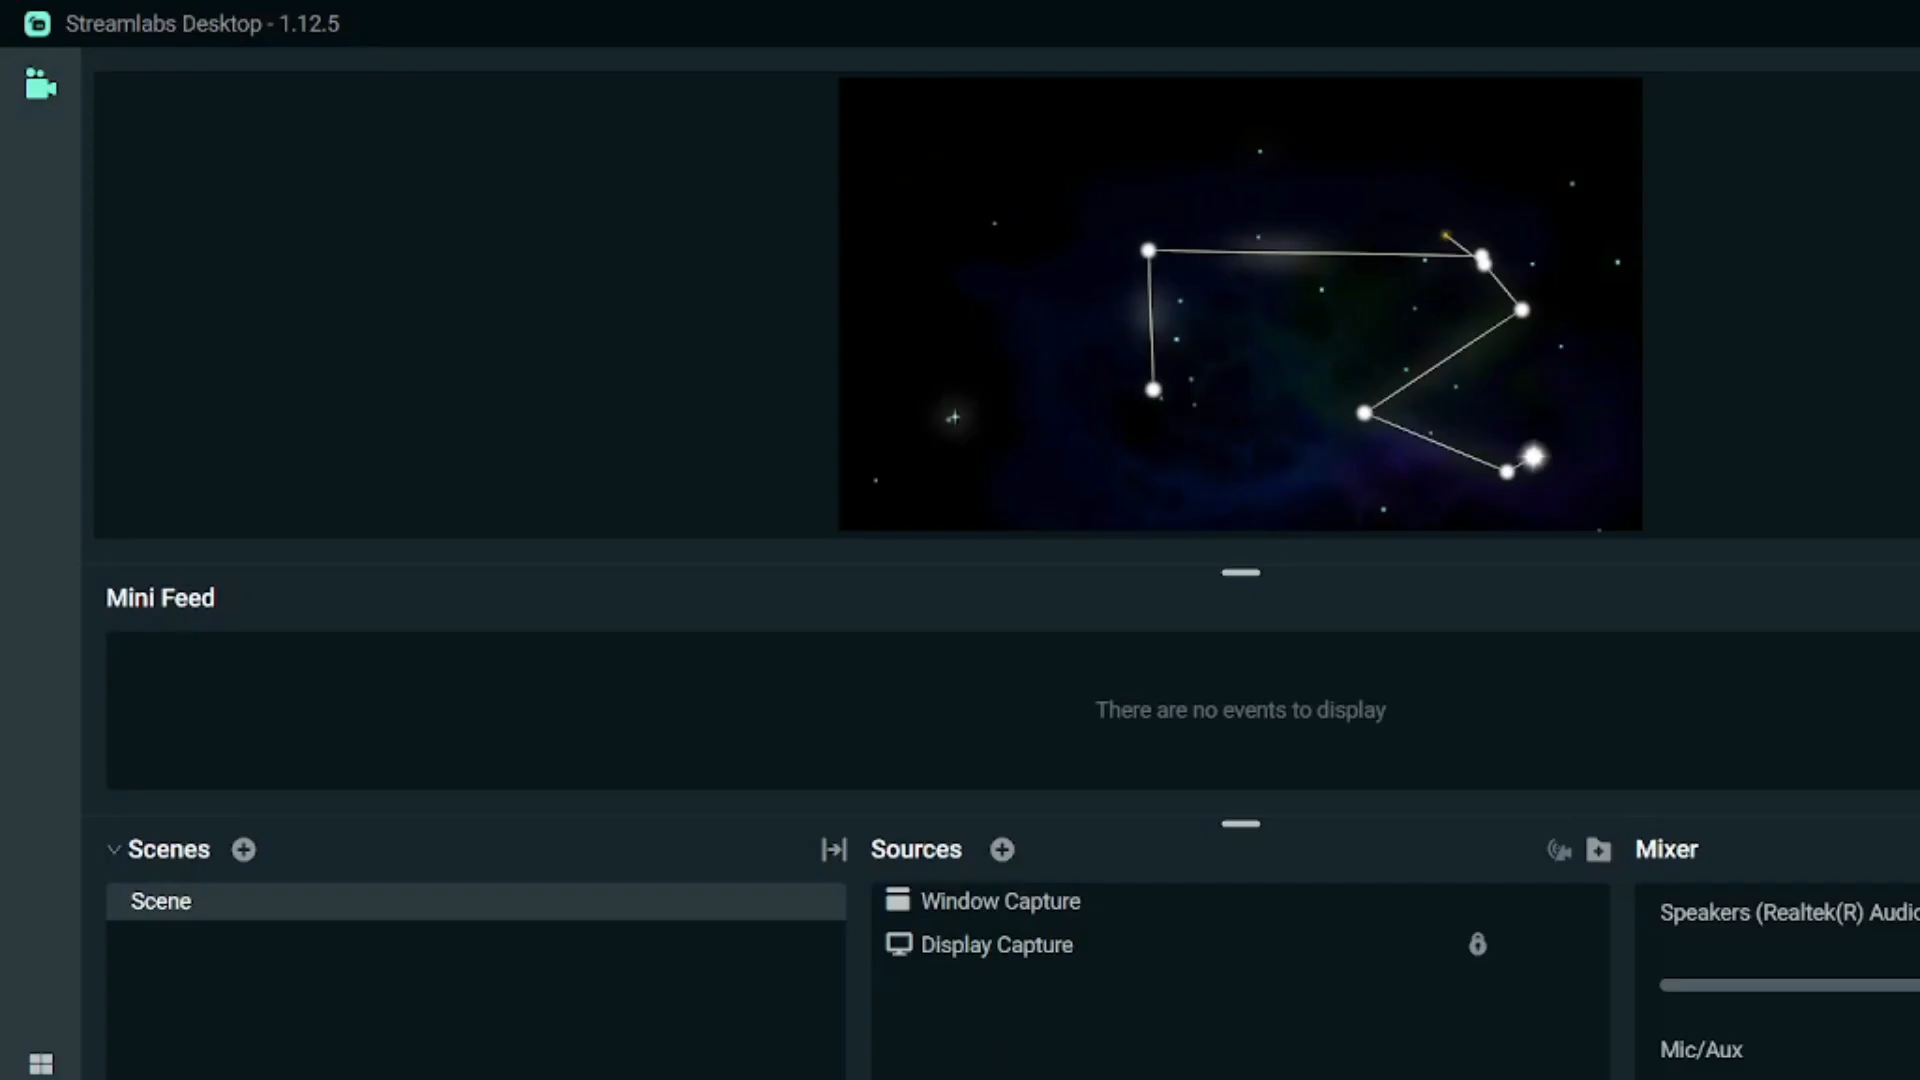 Streamlabs Desktop - 1.12.5
Mini Feed
There are no events to display
Scenes
Sources
Mixer
Scene
Window Capture
Speakers (Realtek(R) Audio
Display Capture
Mic/Aux